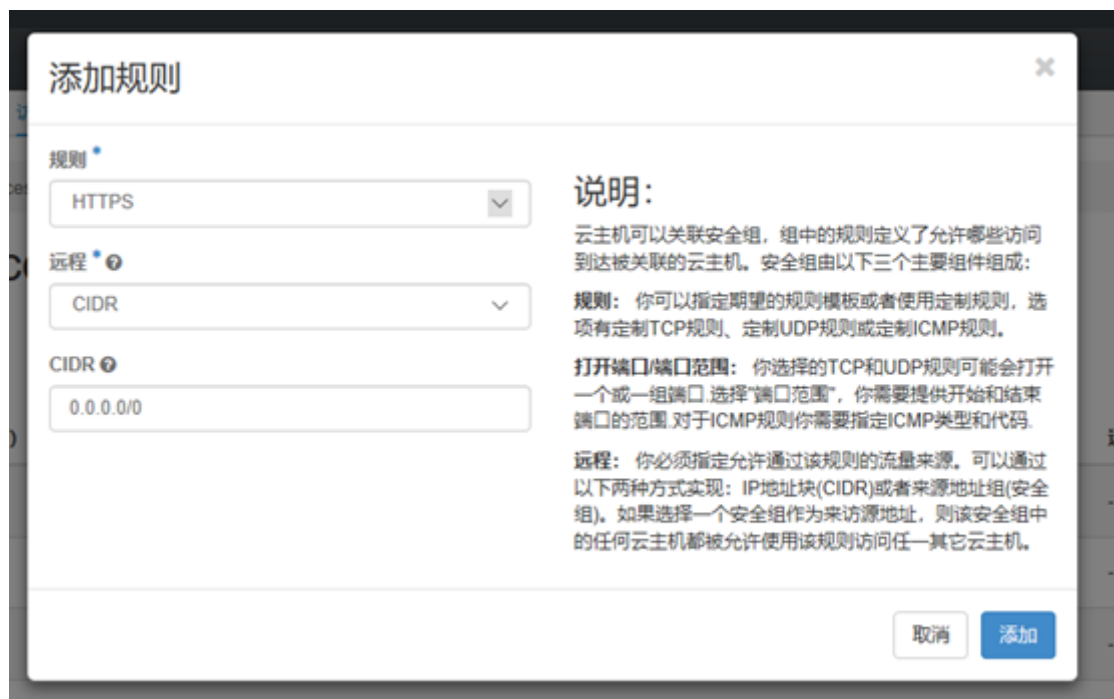 添加规则
×
规则 *
HTTPS
远程 *
CIDR
CIDR
0.0.0.0/0
说明：
云主机可以关联安全组，组中的规则定义了允许哪些访问
到达被关联的云主机。安全组由以下三个主要组件组成：
规则： 你可以指定期望的规则模板或者使用定制规则，选
项有定制TCP规则、定制UDP规则或定制ICMP规则。
打开端口/端口范围： 你选择的TCP和UDP规则可能会打开
一个或一组端口.选择"端口范围"，你需要提供开始和结束
端口的范围.对于ICMP规则你需要指定ICMP类型和代码.
远程： 你必须指定允许通过该规则的流量来源。可以通过
以下两种方式实现：IP地址块(CIDR)或者来源地址组(安全
组)。如果选择一个安全组作为来访源地址，则该安全组中
的任何云主机都被允许使用该规则访问任一其它云主机。
取消
添加